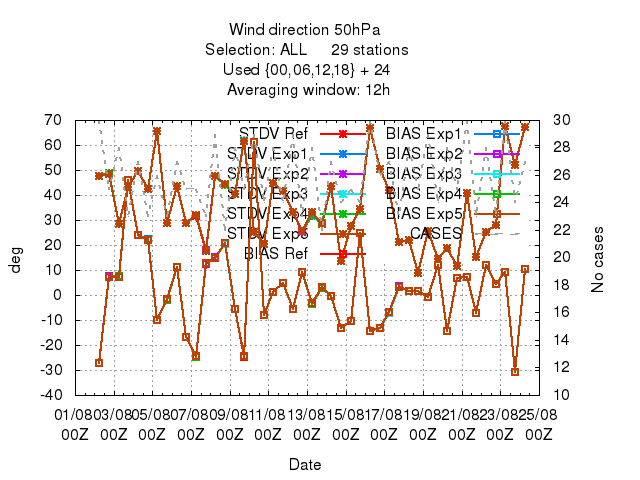 Wind direction 50hPa
Selection: ALL 29 stations
Used {00,06,12,18} + 24
Averaging window: 12h
70 30
STDV Ref BIAS Exp1
60 28
STDV Exp1 BIAS Exp2
50 26
STDV Exp2 BIAS Exp3
40 24
STDV Exp3 BIAS Exp4
STDV Exp4 BIAS Exp5
30 22
STDV Exp5 CASES
20 20
BIAS Ref
10 18
0 16
-10
-20 14
-30 12
-40 10
deg
No cases
01/08 03/08 05/08 07/08 09/08 11/08 13/08 15/08 17/08 19/08 21/08 23/08 25/08
00Z 00Z 00Z 00Z 00Z 00Z 00Z 00Z 00Z 00Z 00Z 00Z 00Z
Date